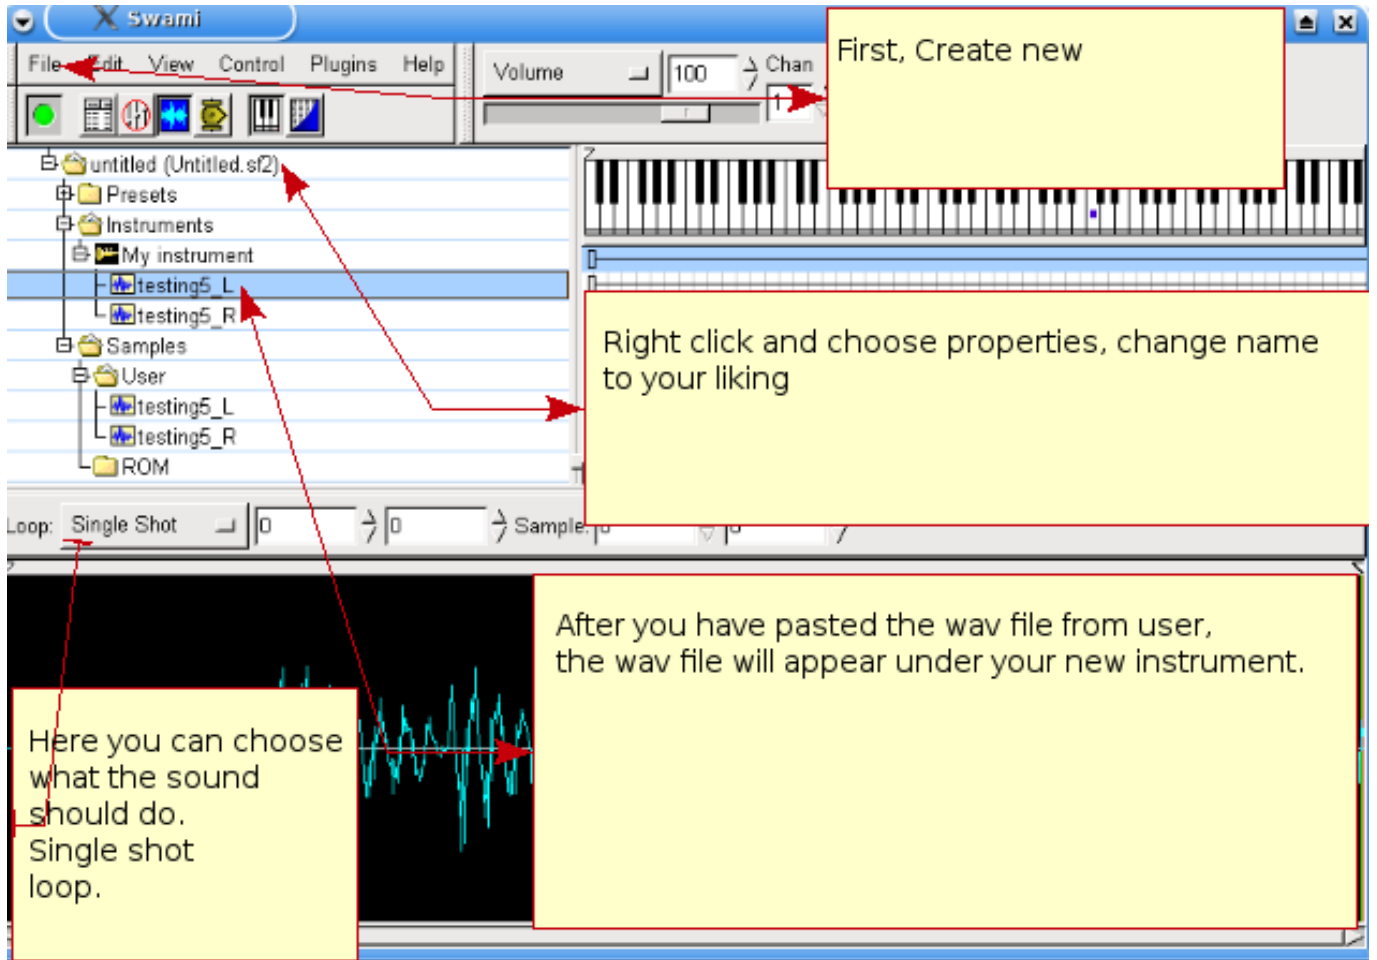 Swami
First, Create new
File Edit View Control Plugins Help
Volume
100
Chan
1
untitled (Untitled.sf2)
Presets
Instruments
My instrument
testing5_L
testing5_R
Samples
User
testing5_L
testing5_R
ROM
Right click and choose properties, change name
to your liking
Loop: Single Shot 0 0 Sample:
After you have pasted the wav file from user,
the wav file will appear under your new instrument.
Here you can choose
what the sound
should do.
Single shot
loop.